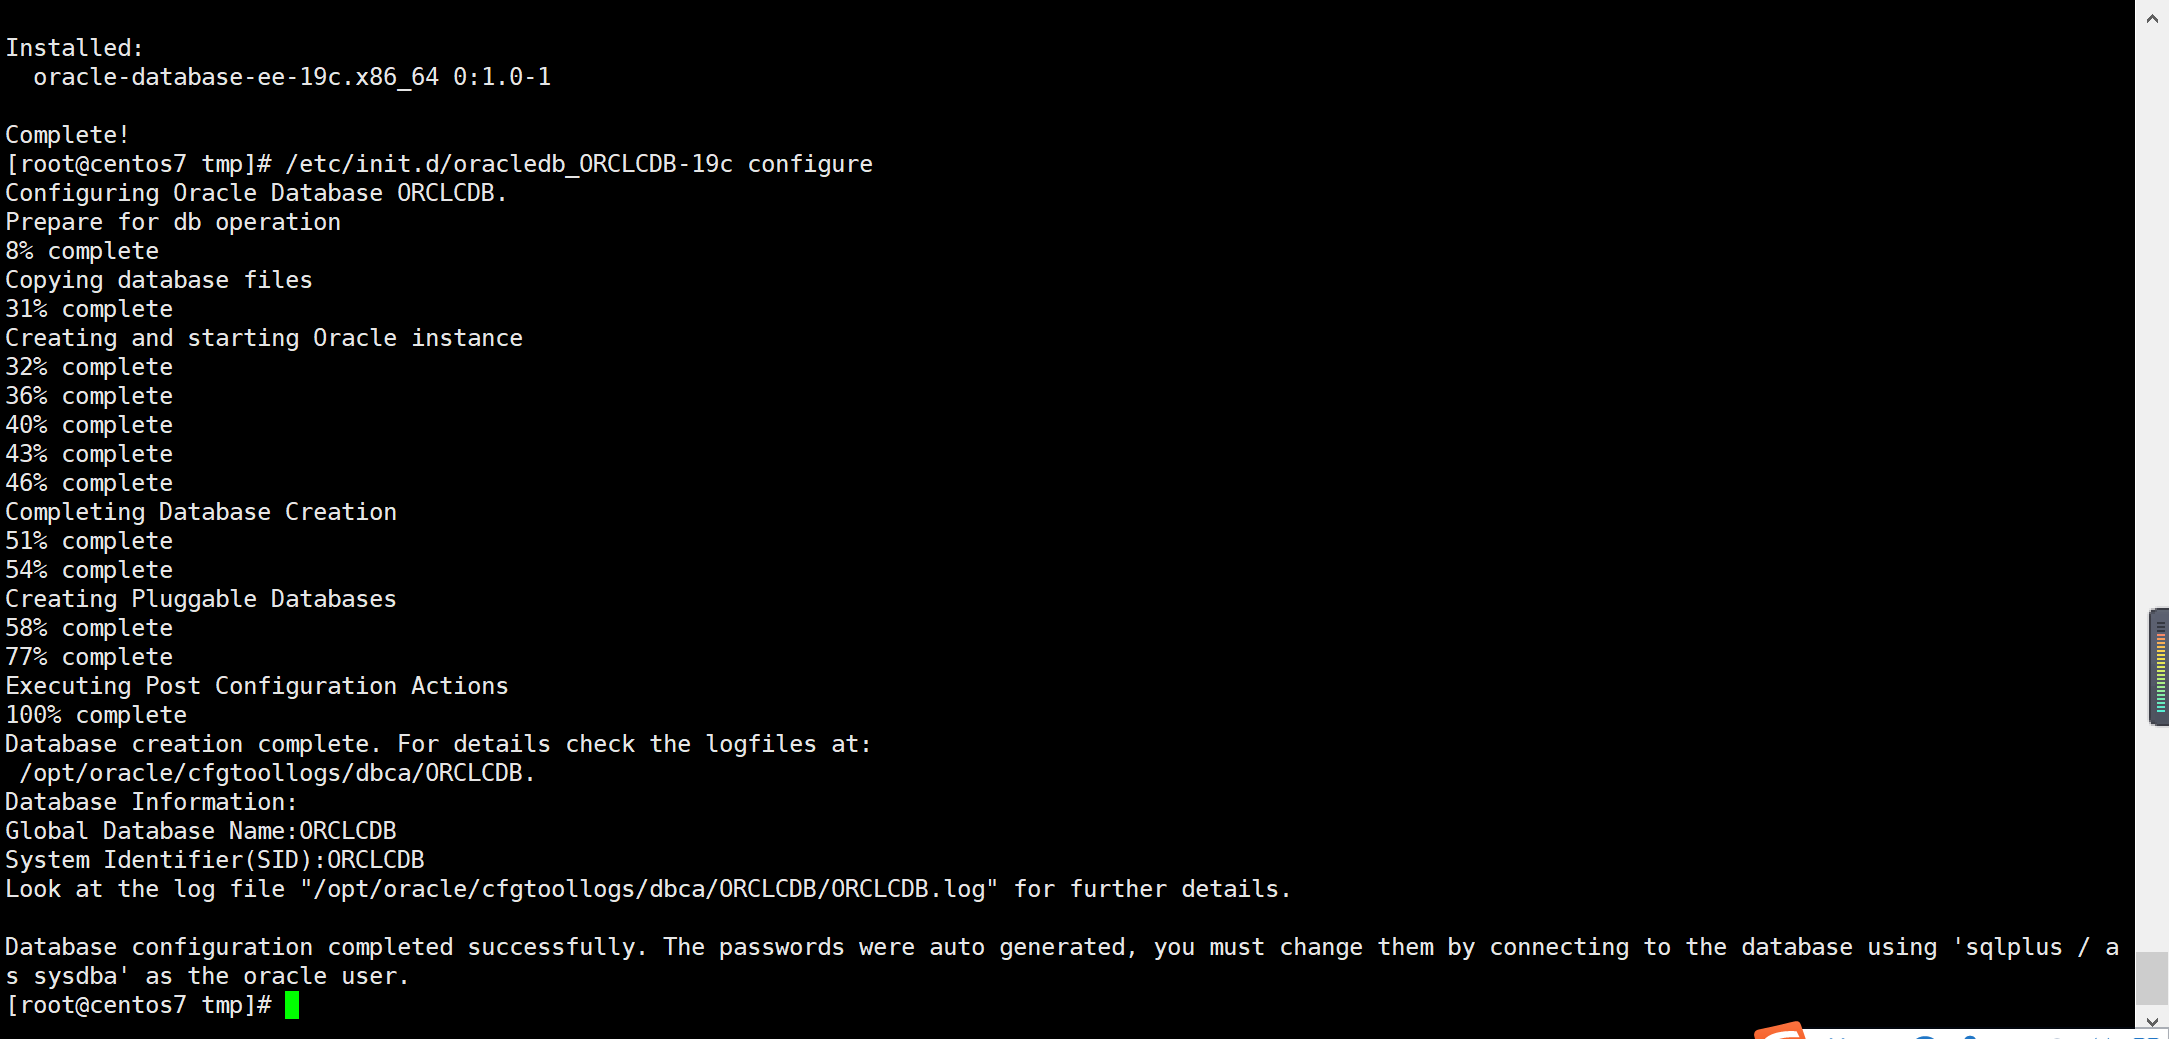 Installed:
  oracle-database-ee-19c.x86_64 0:1.0-1
Complete!
[root@centos7 tmp]# /etc/init.d/oracledb_ORCLCDB-19c configure
Configuring Oracle Database ORCLCDB.
Prepare for db operation
8% complete
Copying database files
31% complete
Creating and starting Oracle instance
32% complete
36% complete
40% complete
43% complete
46% complete
Completing Database Creation
51% complete
54% complete
Creating Pluggable Databases
58% complete
77% complete
Executing Post Configuration Actions
100% complete
Database creation complete. For details check the logfiles at:
 /opt/oracle/cfgtoollogs/dbca/ORCLCDB.
Database Information:
Global Database Name:ORCLCDB
System Identifier(SID):ORCLCDB
Look at the log file "/opt/oracle/cfgtoollogs/dbca/ORCLCDB/ORCLCDB.log" for further details.
Database configuration completed successfully. The passwords were auto generated, you must change them by connecting to the database using 'sqlplus / a
s sysdba' as the oracle user.
[root@centos7 tmp]#